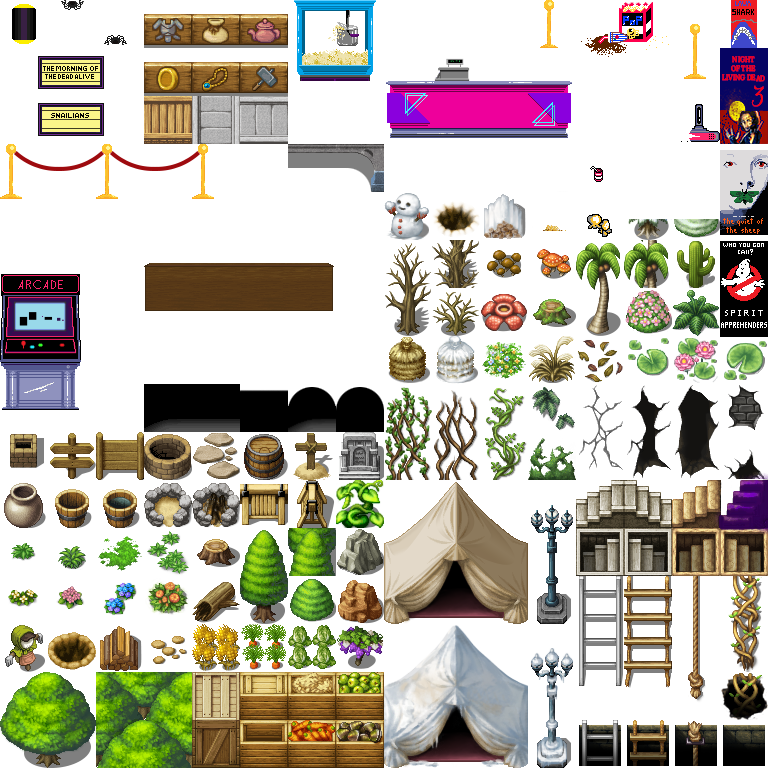 SHARK
THE MORNING OF
THE DEAD ALIVE
NIGHT
OF THE
LIVING DEAD
3
SNAILIANS
The quiet of
The sheep
WHO YOU GON
CALL?
SPIRIT
APPREHENDERS
ARCADE